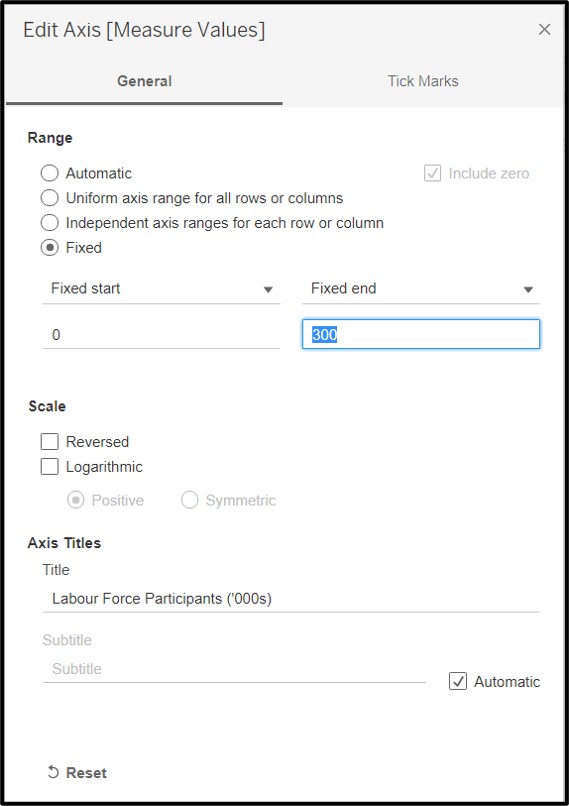 Edit Axis [Measure Values]
General
Tick Marks
Range
Automatic
Include zero
Uniform axis range for all rows or columns
Independent axis ranges for each row or column
Fixed
Fixed start
Fixed end
0
300
Scale
Reversed
Logarithmic
Positive
Symmetric
Axis Titles
Title
Labour Force Participants ('000s)
Subtitle
Subtitle
Automatic
Reset